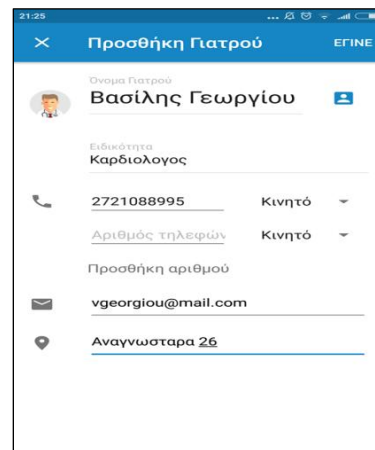 21:25
Προσθήκη Γιατρού ΕΓΙΝΕ
Όνομα Γιατρού
Βασίλης Γεωργίου
Ειδικότητα
Καρδιολογος
2721088995 Κινητό
Αριθμός τηλεφών Κινητό
Προσθήκη αριθμού
vgeorgiou@mail.com
Αναγνωσταρα 26